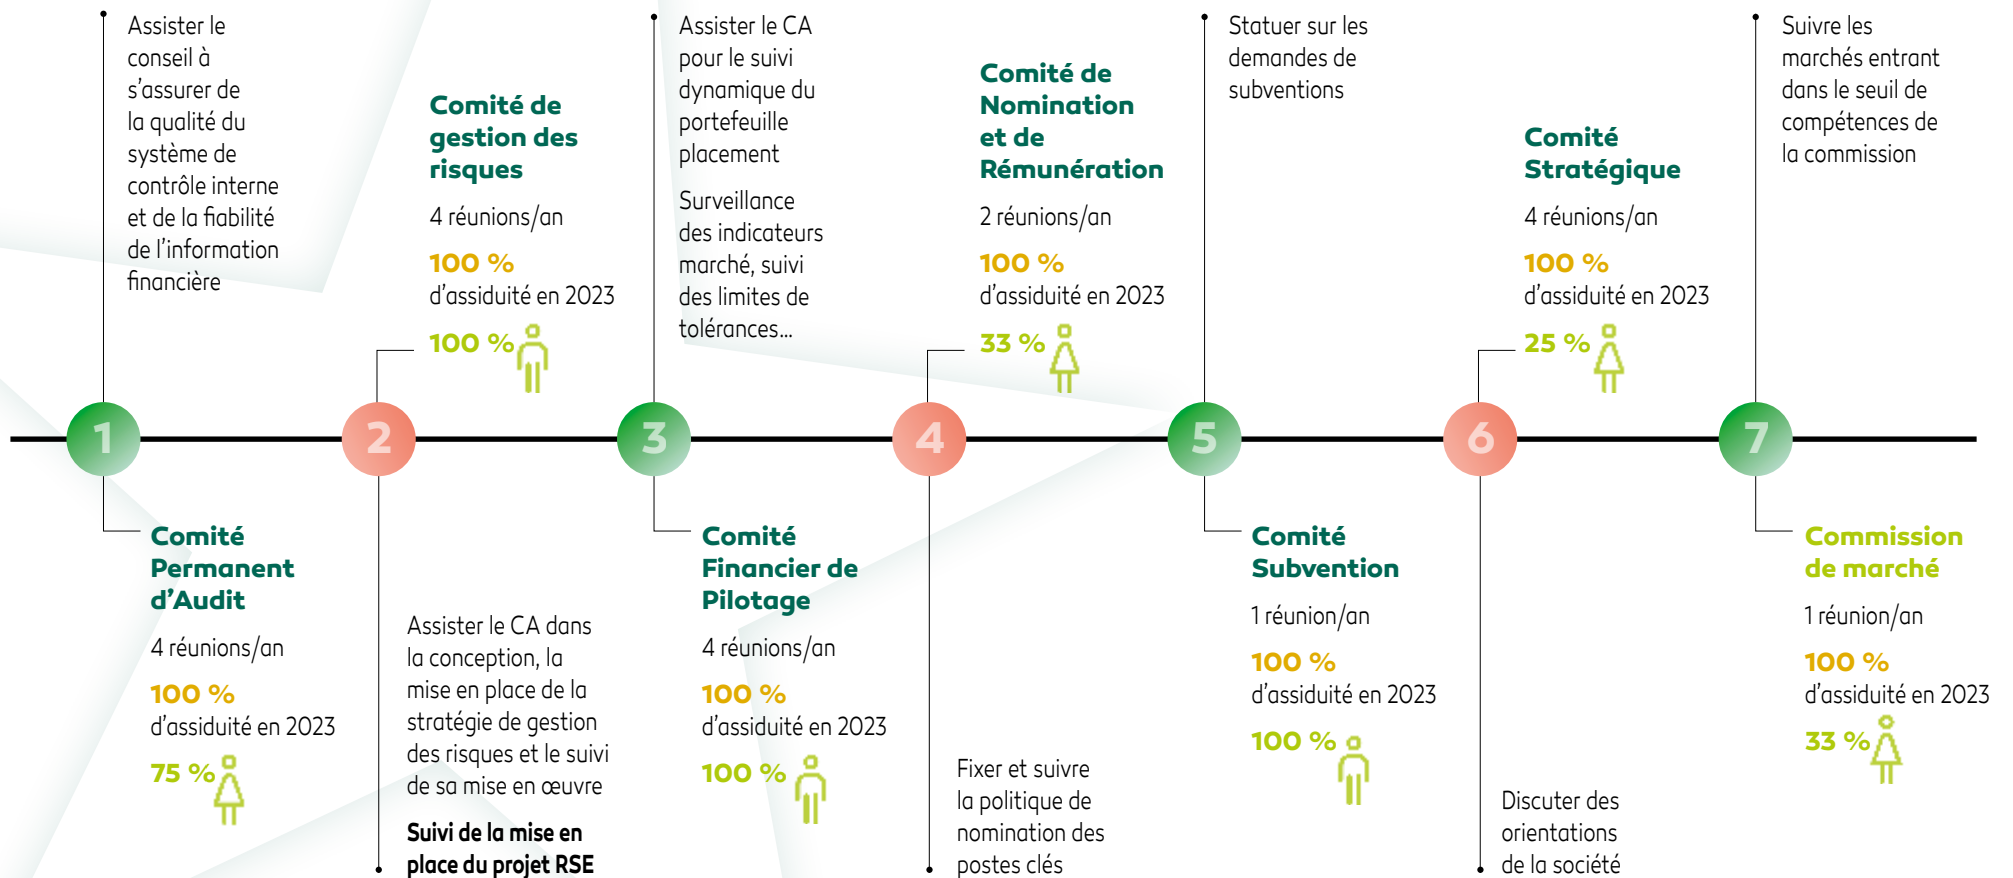 Assister le
conseil à
s'assurer de
la qualité du
système de
contrôle interne
et de la fiabilité
de l'information
financière
1
Comité
Permanent
d'Audit
4 réunions/an
100 %
d'assiduité en 2023
75 %
Comité de
gestion des
risques
4 réunions/an
100 %
d'assiduité en 2023
100 %
2
Assister le CA dans
la conception, la
mise en place de la
stratégie de gestion
des risques et le suivi
de sa mise en œuvre
Suivi de la mise en
place du projet RSE
Assister le CA
pour le suivi
dynamique du
portefeuille
placement
Surveillance
des indicateurs
marché, suivi
des limites de
tolérances...
3
Comité
Financier de
Pilotage
4 réunions/an
100 %
d'assiduité en 2023
100 %
Comité de
Nomination
et de
Rémunération
2 réunions/an
100 %
d'assiduité en 2023
33 %
4
Fixer et suivre
la politique de
nomination des
postes clés
Statuer sur les
demandes de
subventions
5
Comité
Subvention
1 réunion/an
100 %
d'assiduité en 2023
100 %
Comité
Stratégique
4 réunions/an
100 %
d'assiduité en 2023
25 %
6
Discuter des
orientations
de la société
Suivre les
marchés entrant
dans le seuil de
compétences de
la commission
7
Commission
de marché
1 réunion/an
100 %
d'assiduité en 2023
33 %